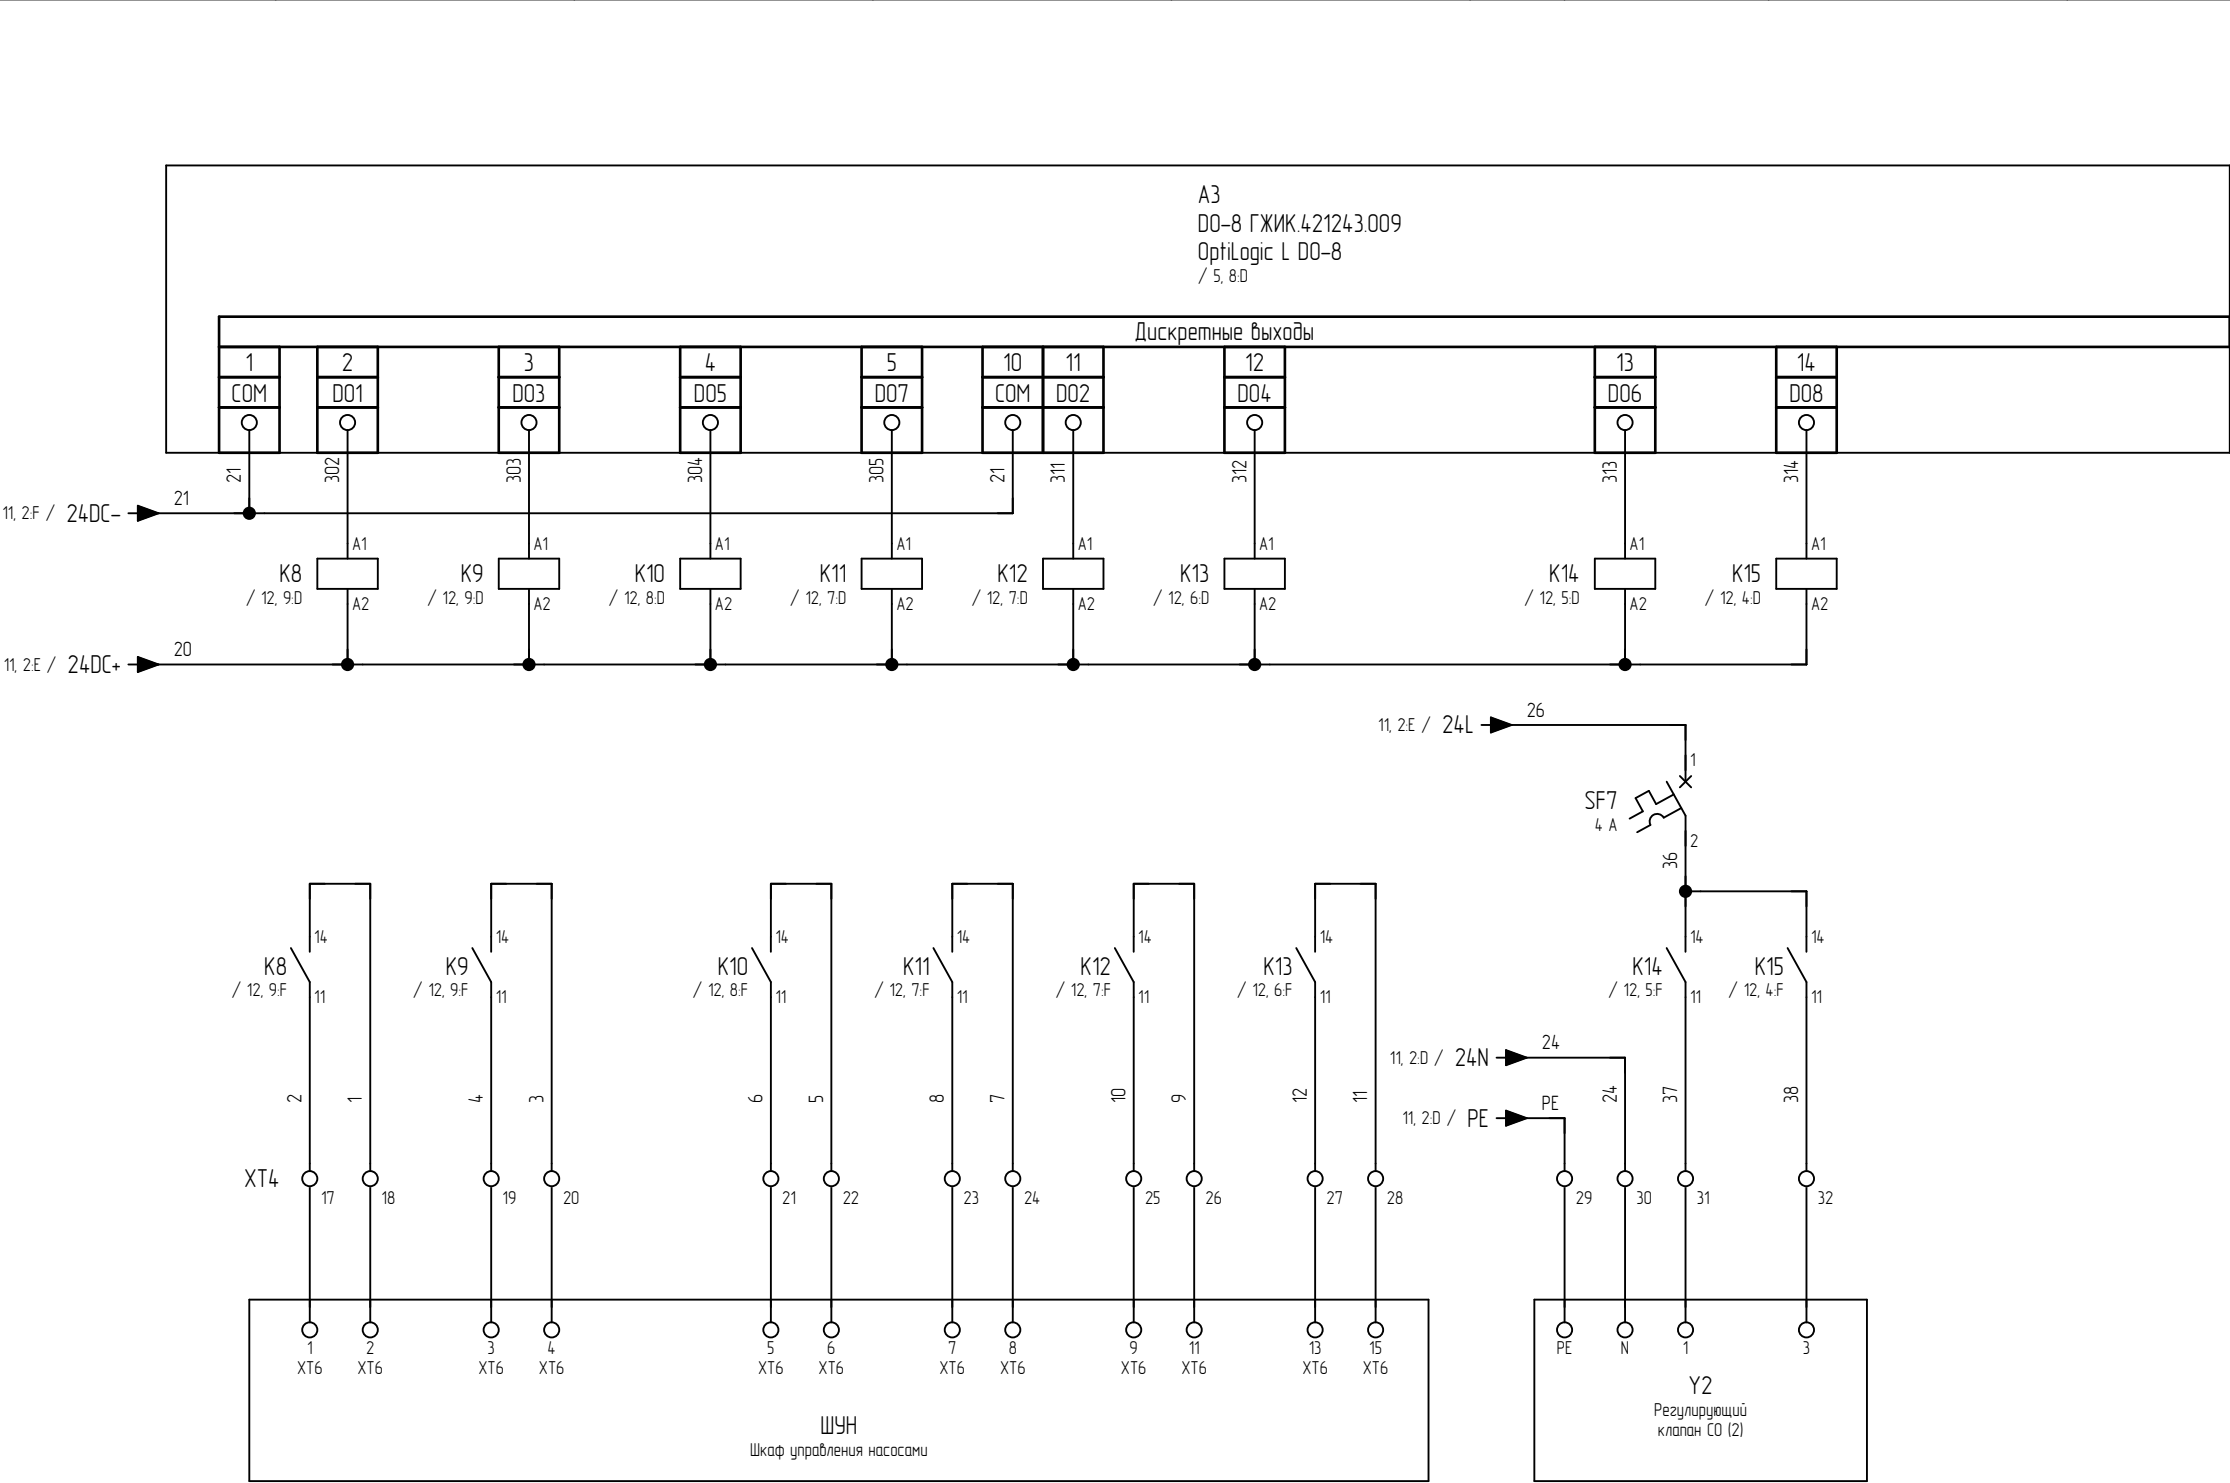 А3
DO-8 ГЖИК.421243.009
OptiLogic L DO-8
/ 5, 8:D
Дискретные выходы
1 2 3 4 5 10 11 12 13 14
COM DO1 DO3 DO5 DO7 COM DO2 DO4 DO6 DO8
21 302 303 304 305 21 311 312 313 314
11, 2:F / 24DC- 21
A1 A1 A1 A1 A1 A1 A1 A1
K8 K9 K10 K11 K12 K13 K14 K15
/ 12, 9:D / 12, 9:D / 12, 8:D / 12, 7:D / 12, 7:D / 12, 6:D / 12, 5:D / 12, 4:D
A2 A2 A2 A2 A2 A2 A2 A2
11, 2:E / 24DC+ 20
11, 2:E / 24L 26
1
SF7
4 А
2
36
14 14 14 14 14 14 14 14
K8 K9 K10 K11 K12 K13 K14 K15
/ 12, 9:F / 12, 9:F / 12, 8:F / 12, 7:F / 12, 7:F / 12, 6:F / 12, 5:F / 12, 4:F
11 11 11 11 11 11 11 11
11, 2:D / 24N 24
2 1 4 3 6 5 8 7 10 9 12 11 24 37 38
11, 2:D / PE PE
XT4
17 18 19 20 21 22 23 24 25 26 27 28 29 30 31 32
1 2 3 4 5 6 7 8 9 11 13 15 PE N 1 3
XT6 XT6 XT6 XT6 XT6 XT6 XT6 XT6 XT6 XT6 XT6 XT6
ШУН
Шкаф управления насосами
Y2
Регулирующий
клапан СО (2)